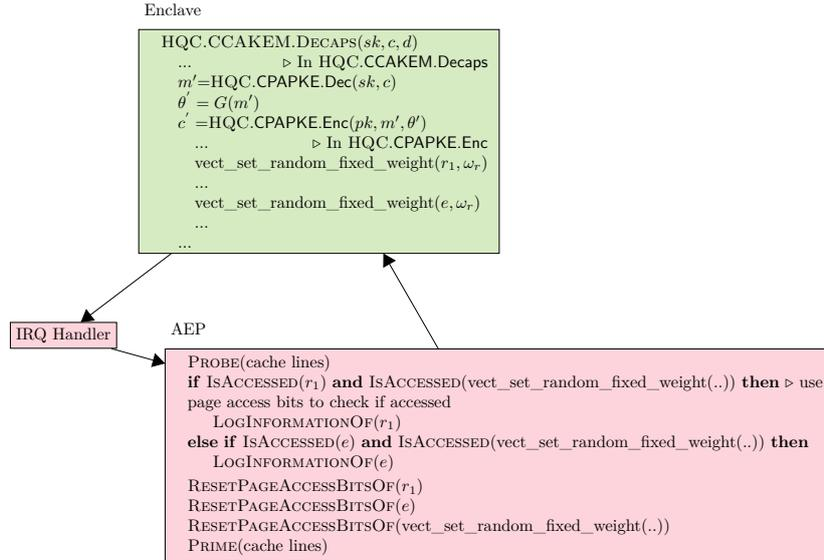 Enclave
HQC.CCAKEM.Decaps(sk, c, d)
... ▷ In HQC.CCAKEM.Decaps
m′=HQC.CPAPKE.Dec(sk, c)
θ′ = G(m′)
c′ =HQC.CPAPKE.Enc(pk, m′, θ′)
... ▷ In HQC.CPAPKE.Enc
vect_set_random_fixed_weight(r₁, ωᵣ)
...
vect_set_random_fixed_weight(e, ωᵣ)
...
...
IRQ Handler
AEP
Probe(cache lines)
if IsAccessed(r₁) and IsAccessed(vect_set_random_fixed_weight(..)) then ▷ use
page access bits to check if accessed
LogInformationOf(r₁)
else if IsAccessed(e) and IsAccessed(vect_set_random_fixed_weight(..)) then
LogInformationOf(e)
ResetPageAccessBitsOf(r₁)
ResetPageAccessBitsOf(e)
ResetPageAccessBitsOf(vect_set_random_fixed_weight(..))
Prime(cache lines)